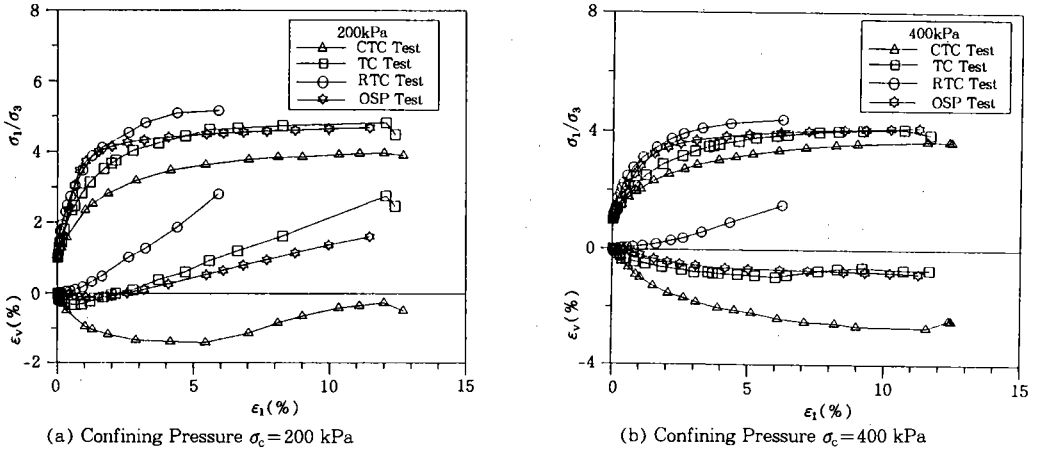 8
6
4
2
0
-2
σ₁/σ₃
εᵥ(%)
200kPa
CTC Test
TC Test
RTC Test
OSP Test
0
5
10
15
ε₁(%)
(a) Confining Pressure σc=200 kPa
8
4
0
-4
σ₁/σ₃
εᵥ(%)
400kPa
CTC Test
TC Test
RTC Test
OSP Test
0
5
10
15
ε₁(%)
(b) Confining Pressure σc=400 kPa